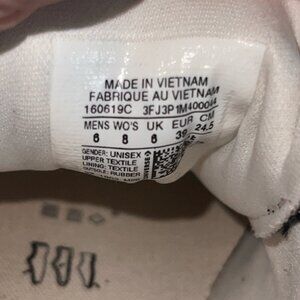 MADE IN VIETNAM
FABRIQUE AU VIETNAM
160619C 3FJ3P1M400044
MENS WO'S UK EUR CM
6 8 6 39 24.5
GENDER: UNISEX
UPPER: TEXTILE
LINING: TEXTILE
OUTSOLE: RUBBER
CONVERSE